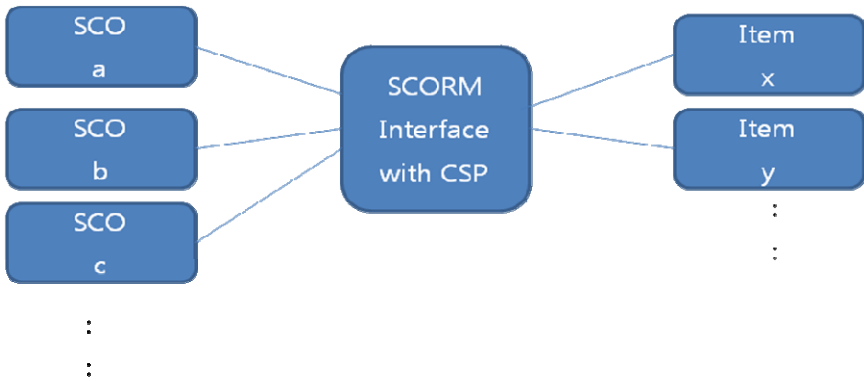 SCO
a
SCO
b
SCO
c
:
:
SCORM
Interface
with CSP
Item
x
Item
y
:
: